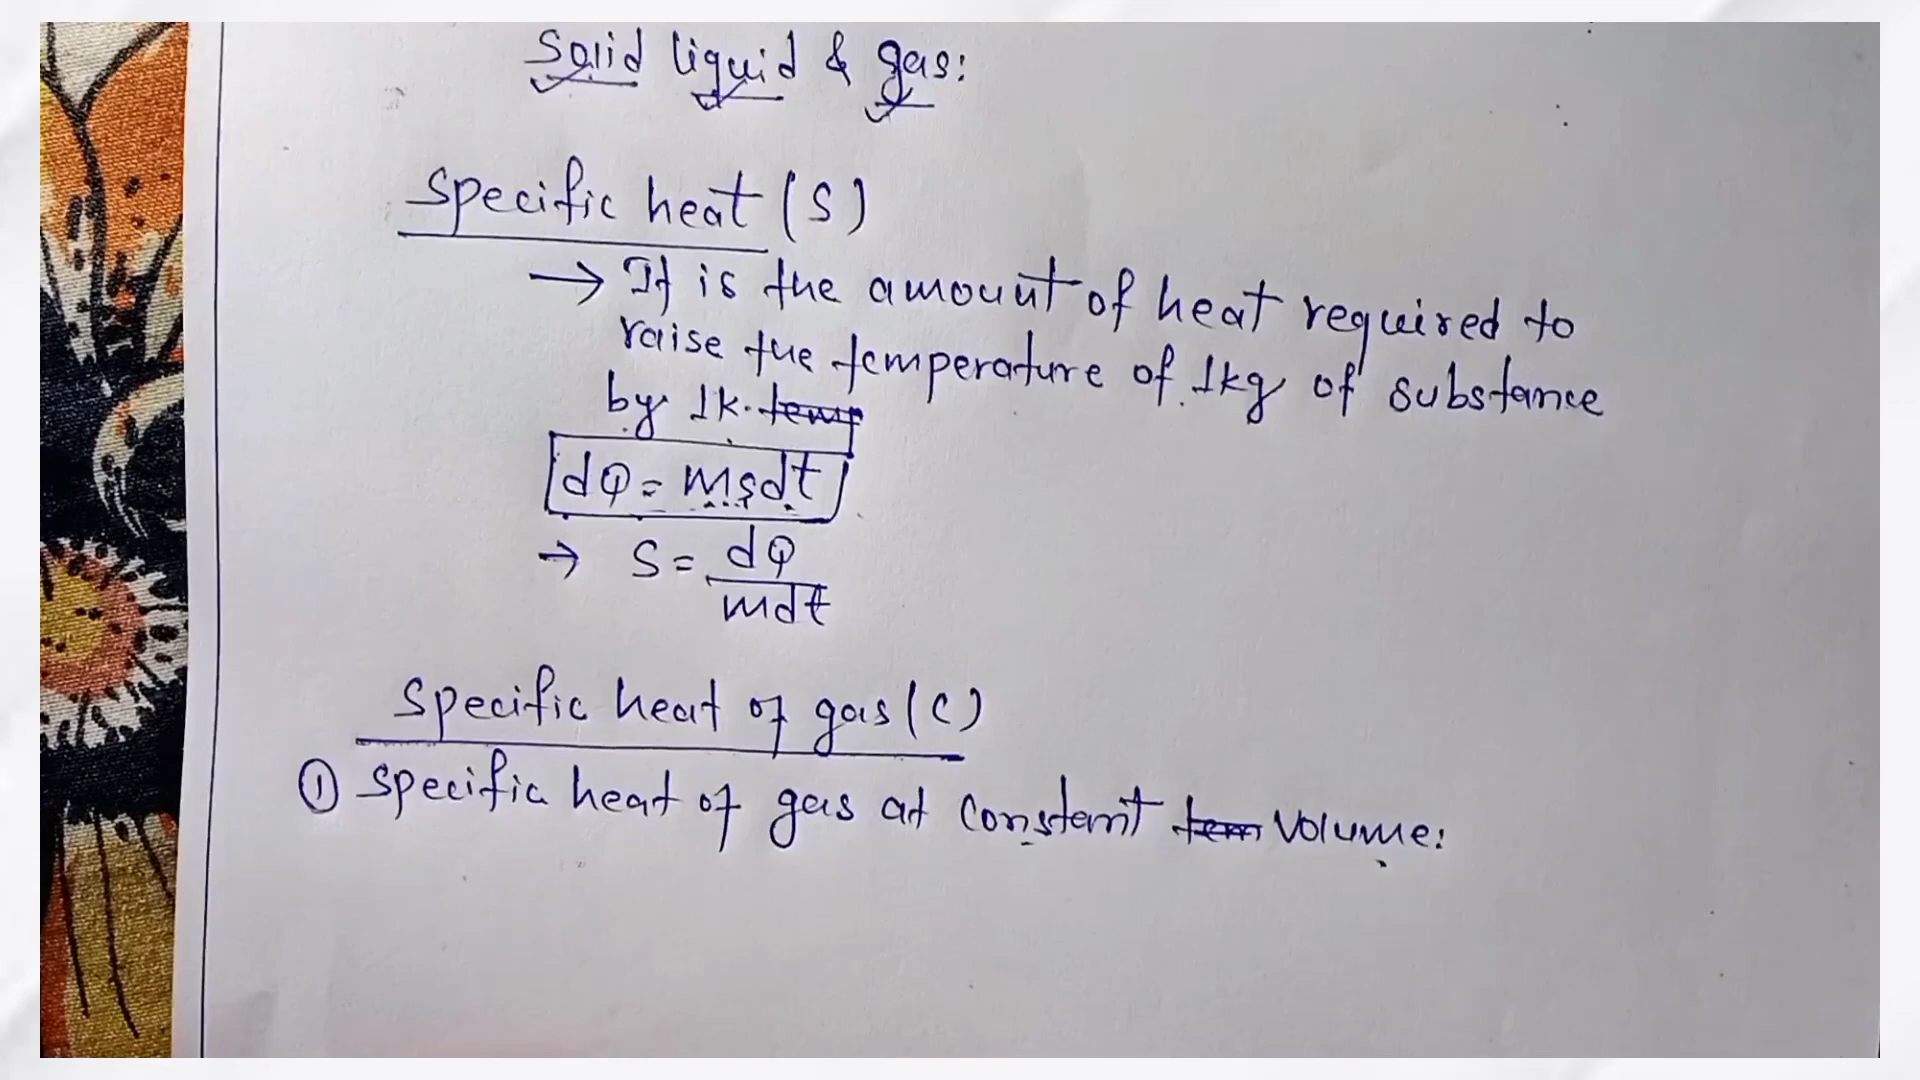 Solid liquid & gas:
Specific heat (S)
→ It is the amount of heat required to
raise the temperature of 1kg of substance
by 1k. temp
dQ = msdt
→ S = dQ
mdt
Specific heat of gas (C)
① Specific heat of gas at constant tem volume: